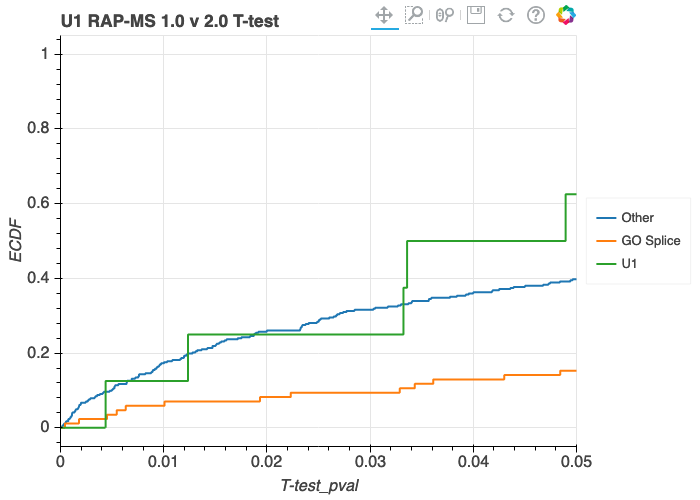 U1 RAP-MS 1.0 v 2.0 T-test
1
0.8
0.6
0.4
0.2
0
ECDF
0 0.01 0.02 0.03 0.04 0.05
T-test_pval
Other
GO Splice
U1